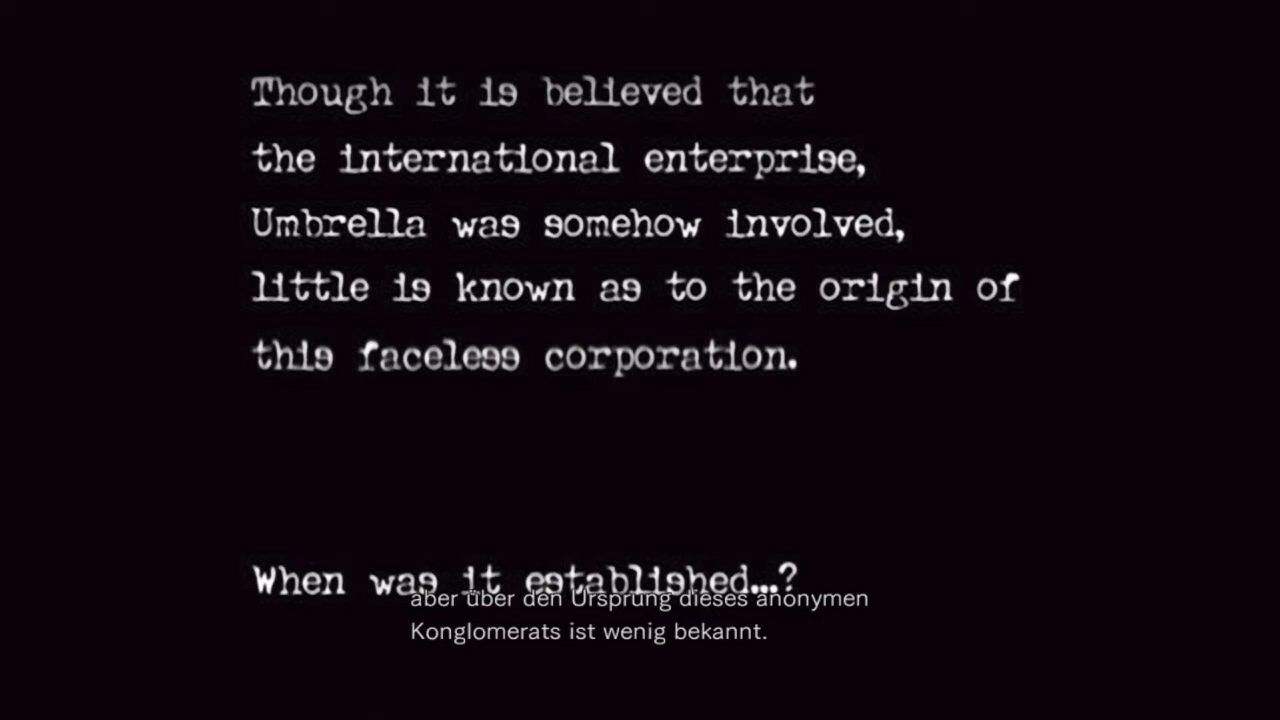 Though it is believed that
the international enterprise,
Umbrella was somehow involved,
little is known as to the origin of
this faceless corporation.
When was it established...?
aber über den Ursprung dieses anonymen
Konglomerats ist wenig bekannt.